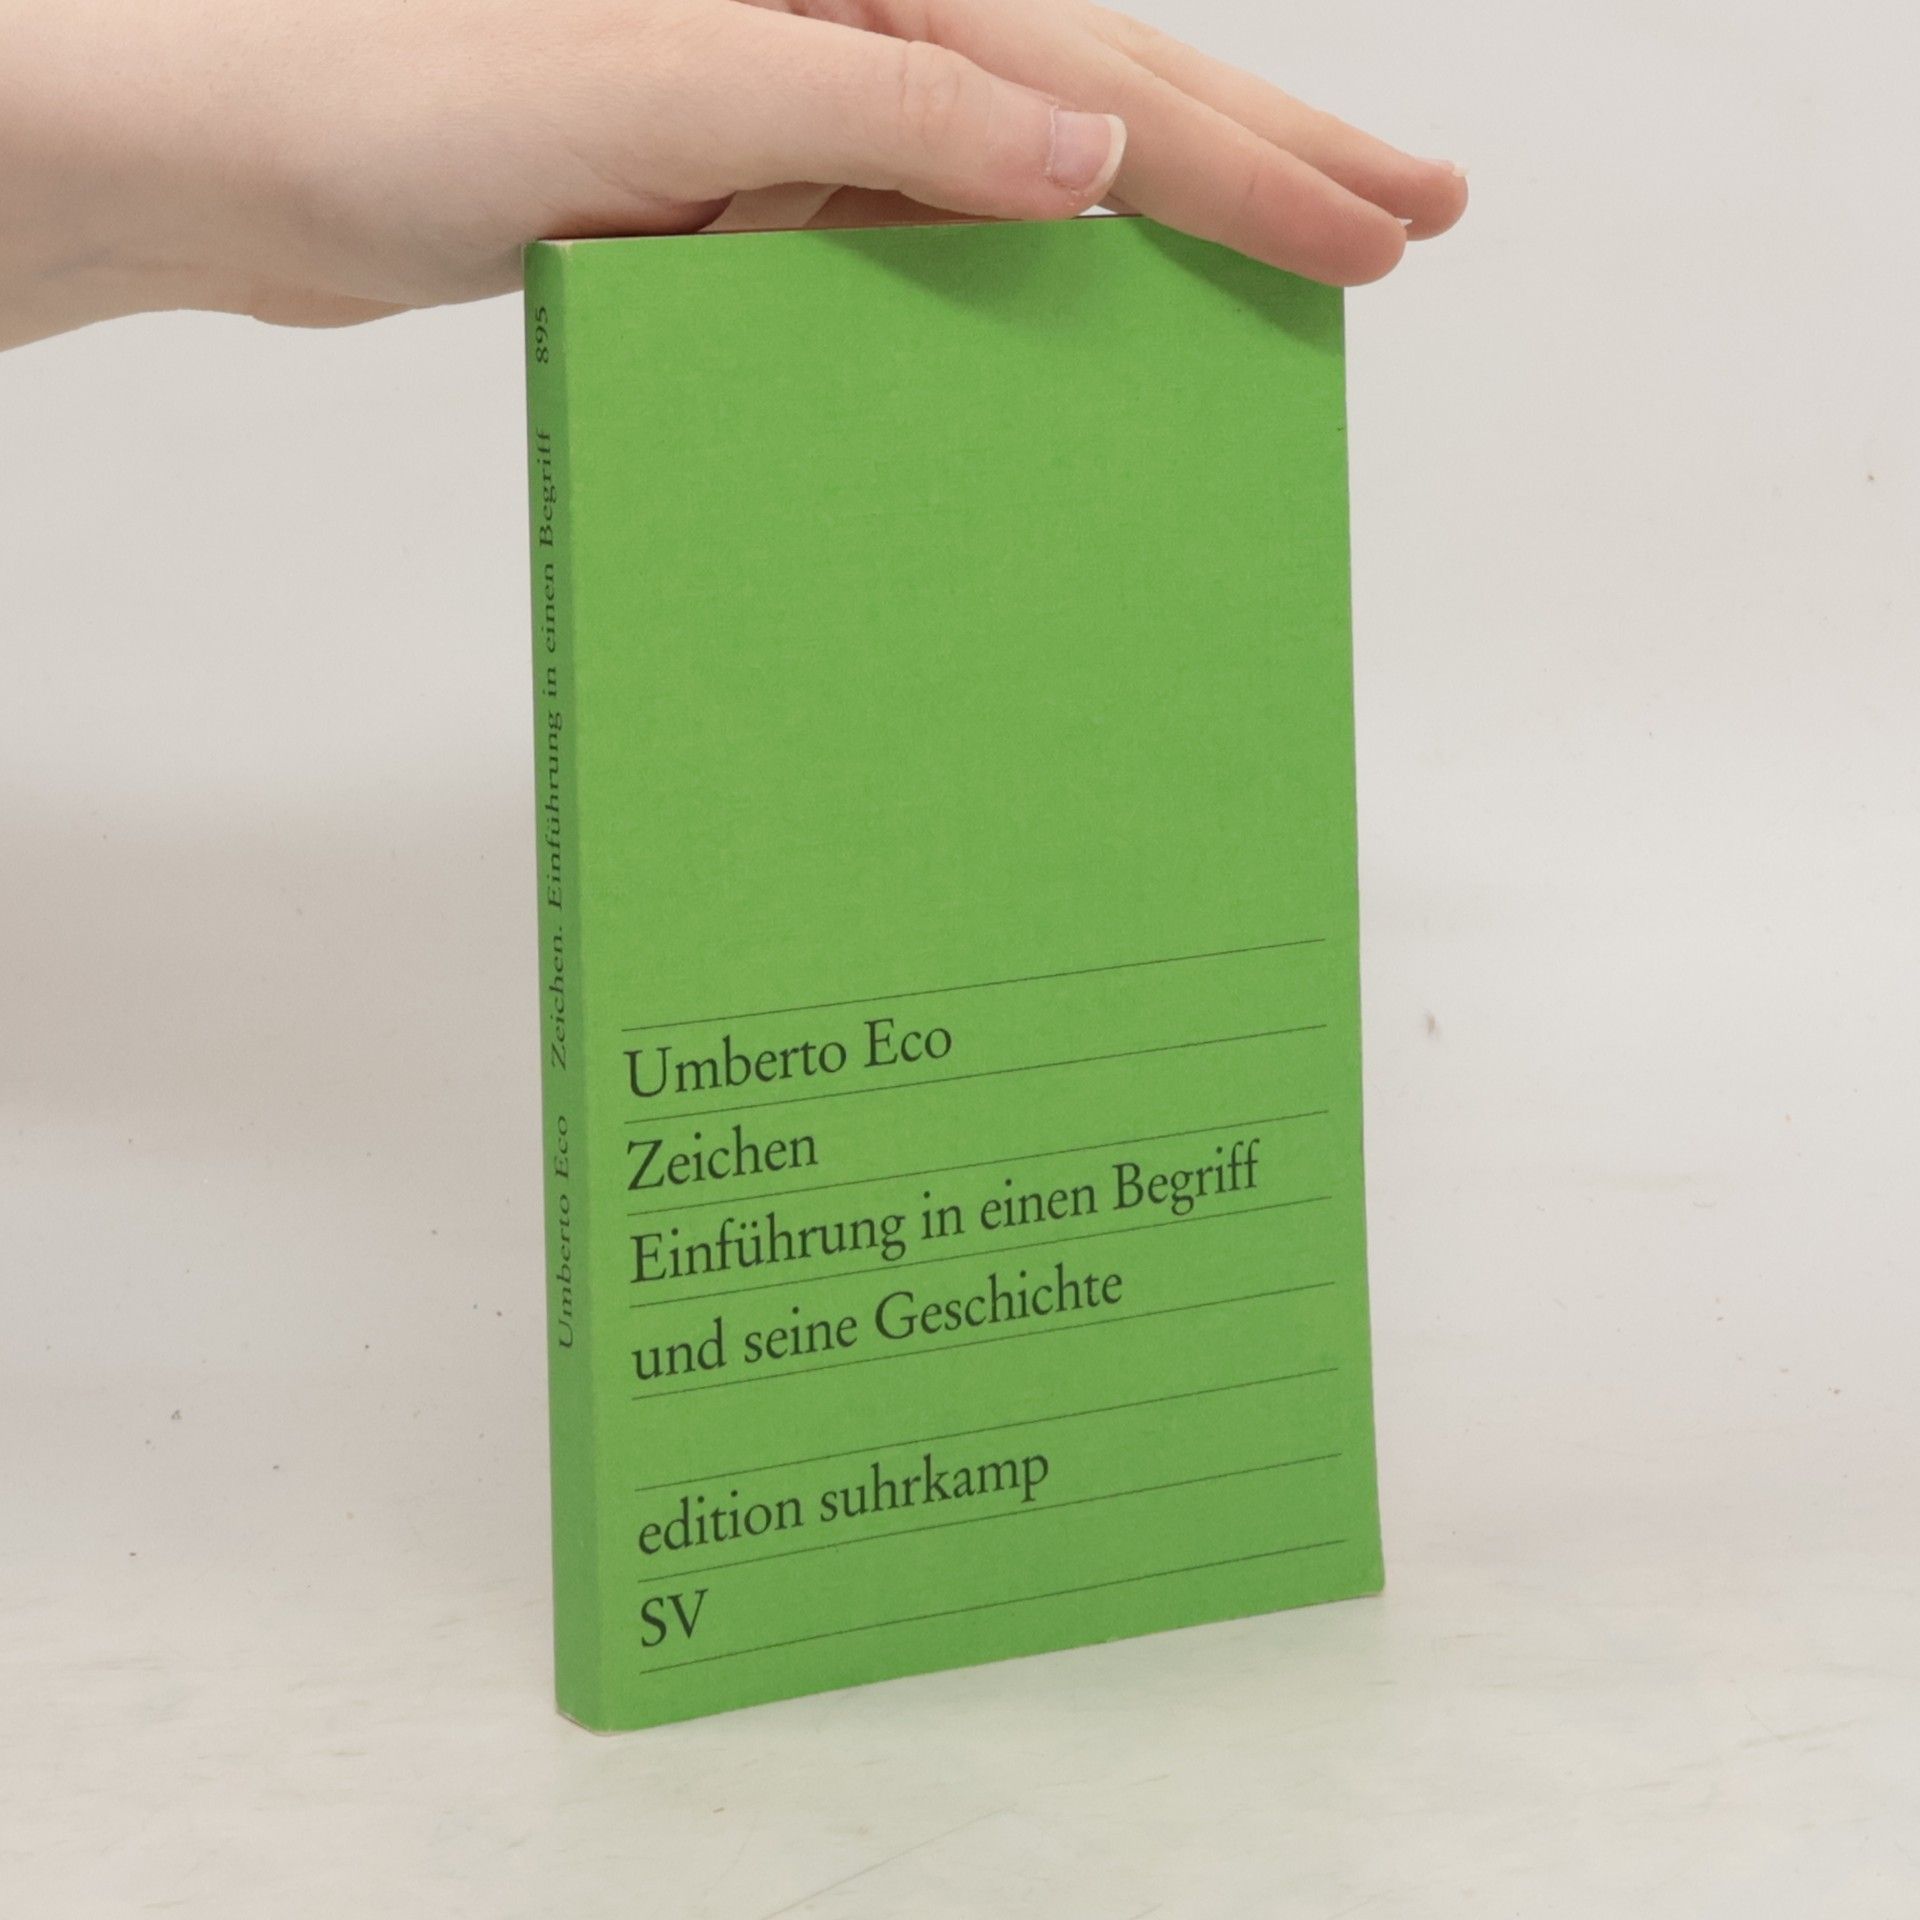 Umberto Eco
Zeichen
Einführung in einen Begriff
und seine Geschichte
edition suhrkamp
SV
Umberto Eco Zeichen. Einführung in einen Begriff 895